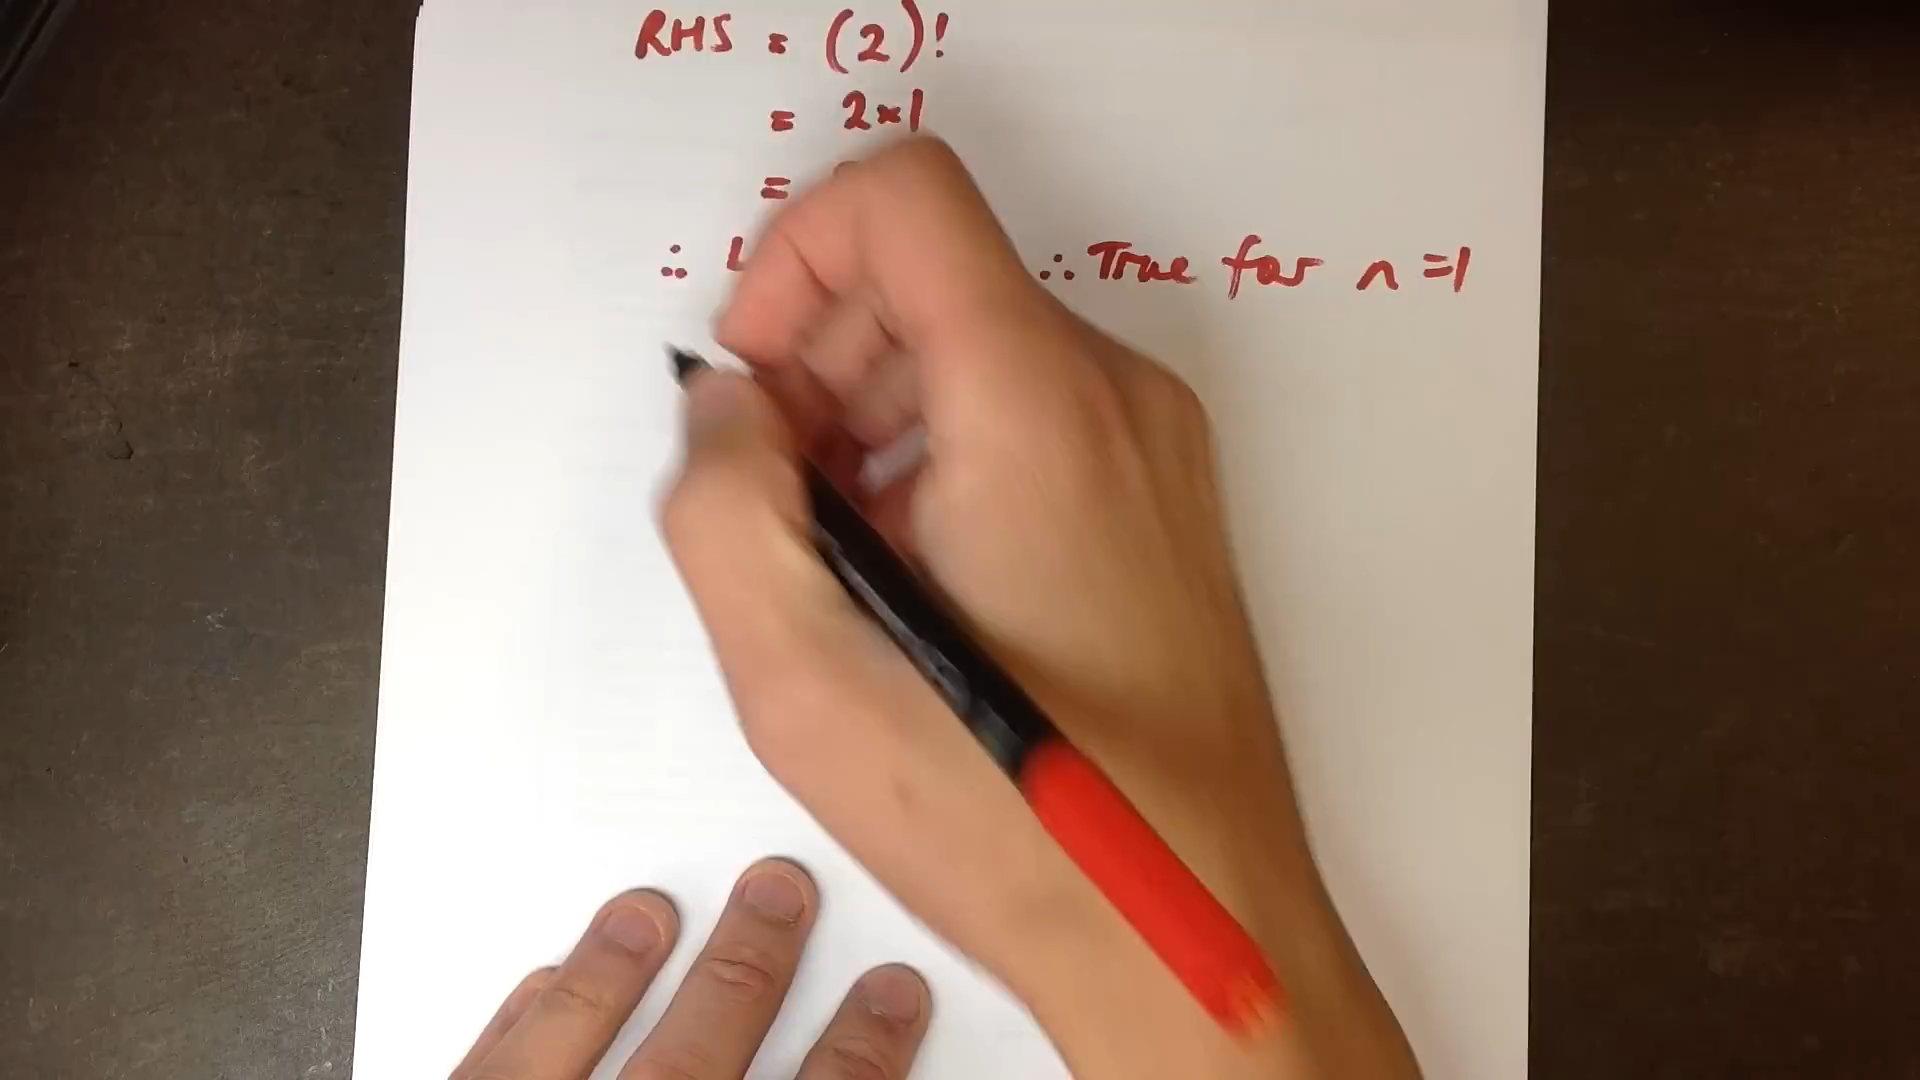 RHS = (2)!
= 2×1
=
∴ L ∴ True for n=1